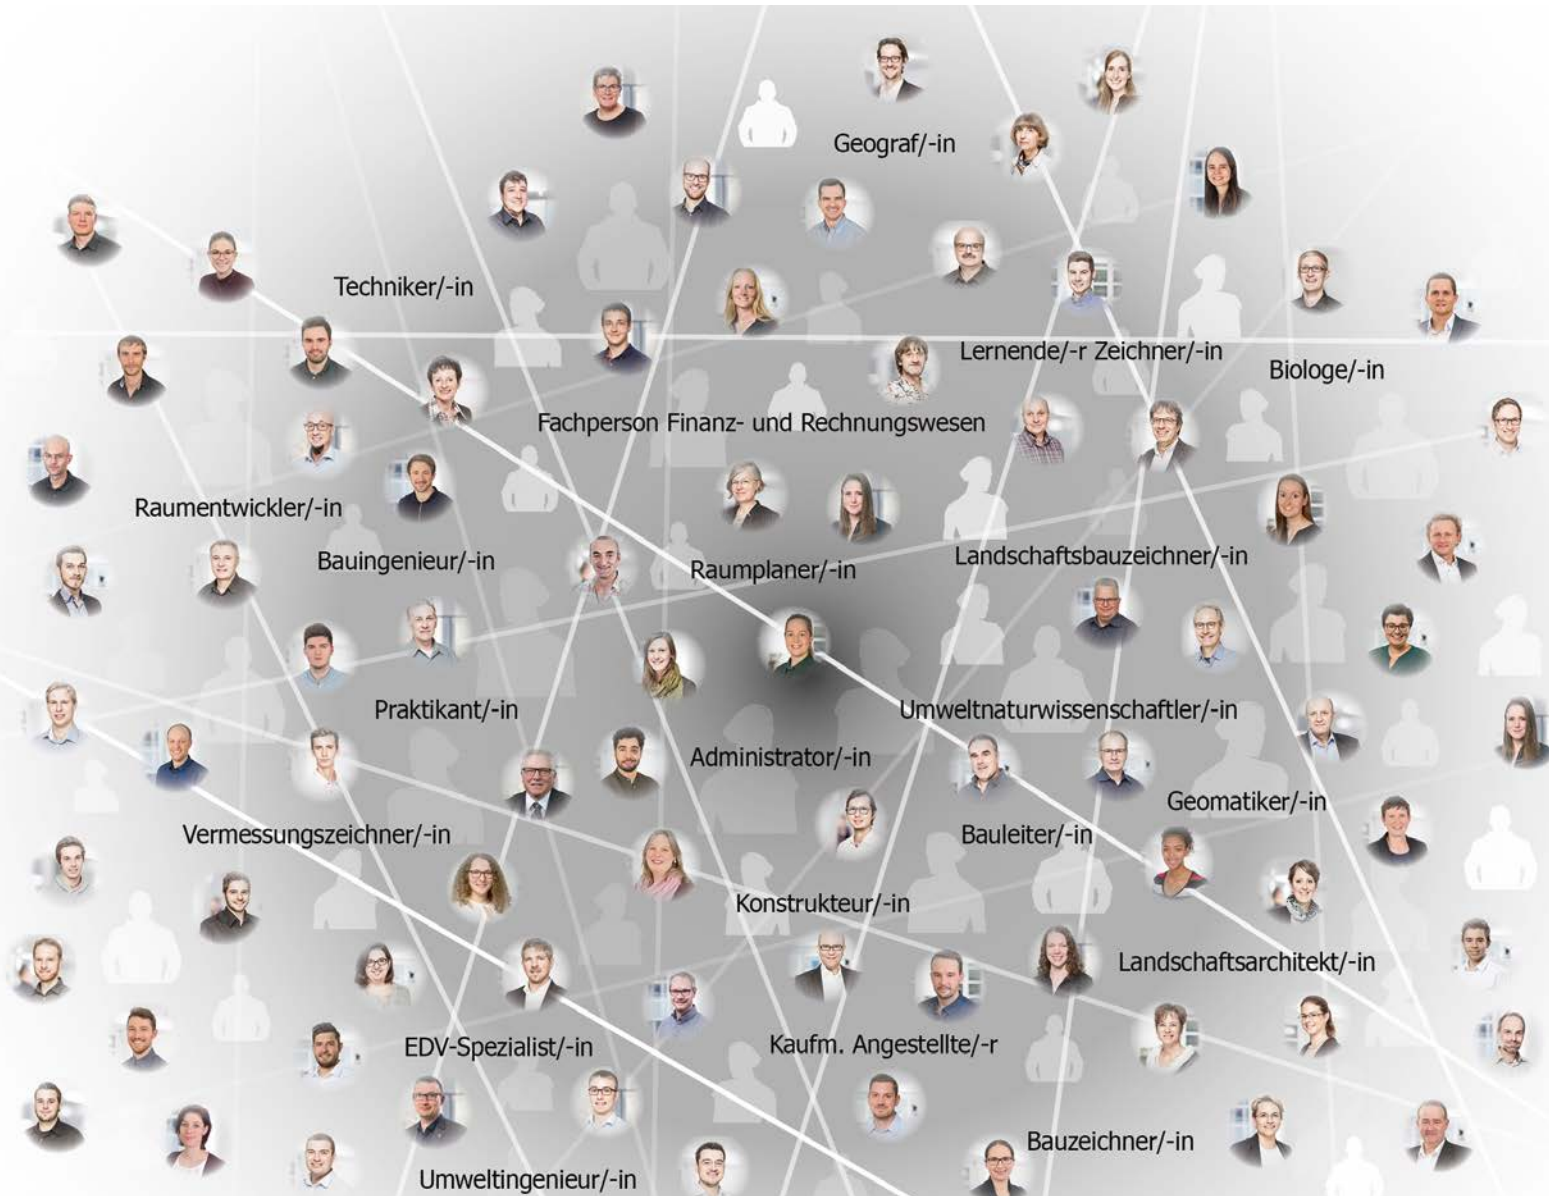 Geograf/-in
Techniker/-in
Lernende/-r Zeichner/-in
Biologe/-in
Fachperson Finanz- und Rechnungswesen
Raumentwickler/-in
Bauingenieur/-in
Raumplaner/-in
Landschaftsbauzeichner/-in
Praktikant/-in
Umweltnaturwissenschaftler/-in
Administrator/-in
Geomatiker/-in
Vermessungszeichner/-in
Bauleiter/-in
Konstrukteur/-in
Landschaftsarchitekt/-in
EDV-Spezialist/-in
Kaufm. Angestellte/-r
Bauzeichner/-in
Umweltingenieur/-in